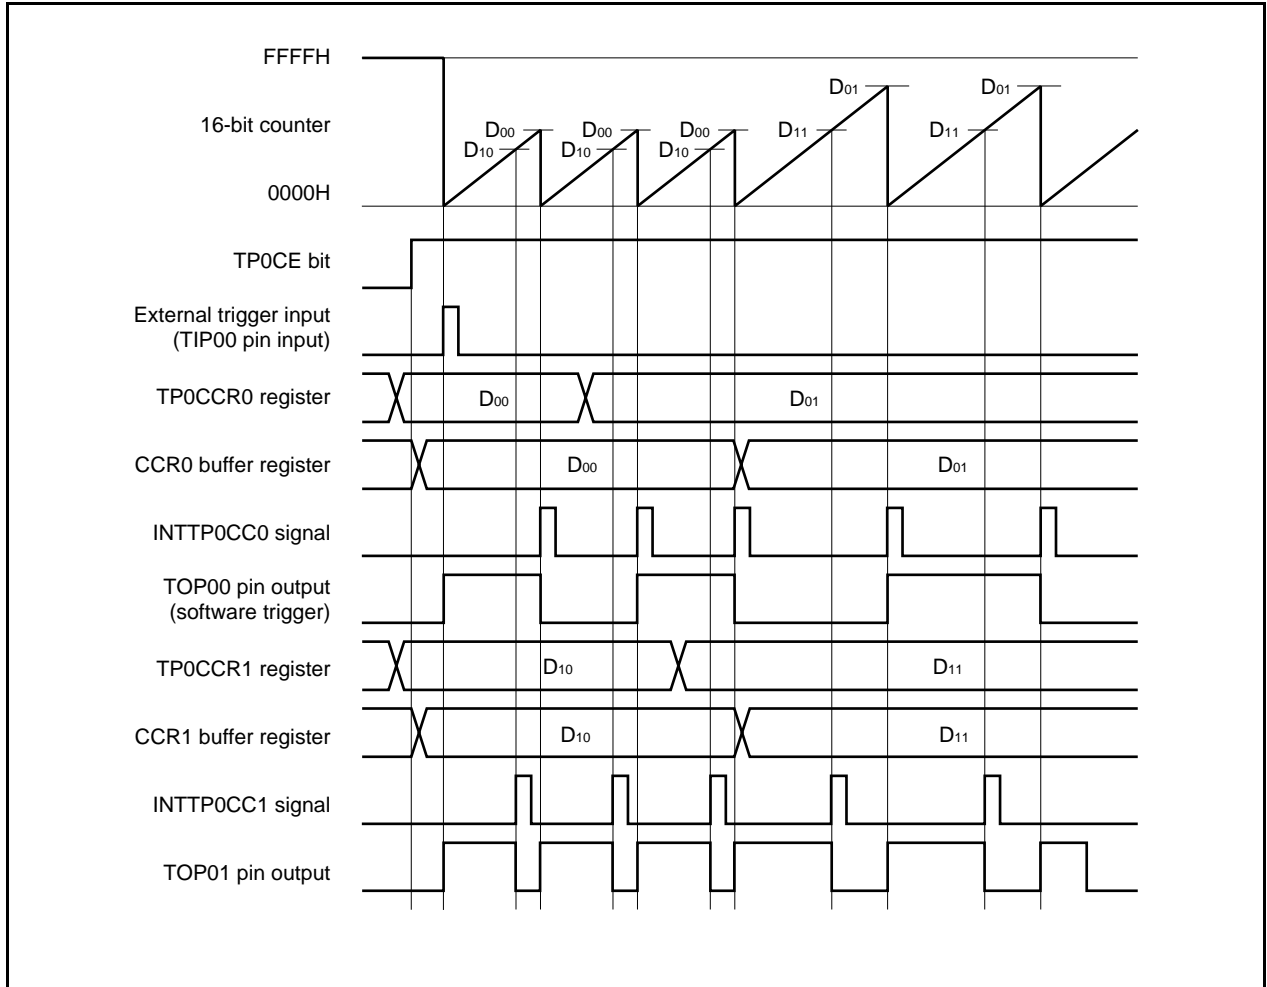 FFFFH
D01 D01
16-bit counter D00 D00 D00 D11 D11
D10 D10 D10
0000H
TP0CE bit
External trigger input
(TIP00 pin input)
TP0CCR0 register D00 D01
CCR0 buffer register D00 D01
INTTP0CC0 signal
TOP00 pin output
(software trigger)
TP0CCR1 register D10 D11
CCR1 buffer register D10 D11
INTTP0CC1 signal
TOP01 pin output